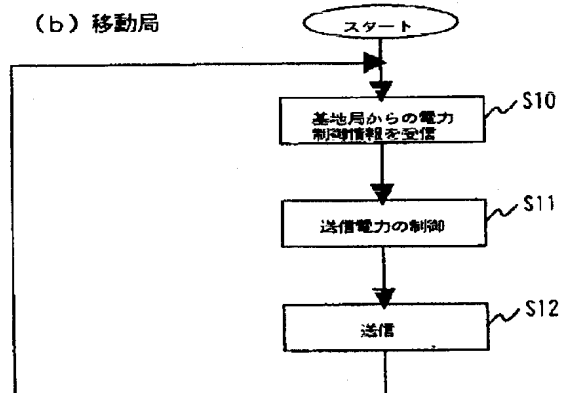 (b) 移動局
スタート
基地局からの電力
制御情報を受信
S10
送信電力の制御
S11
送信
S12